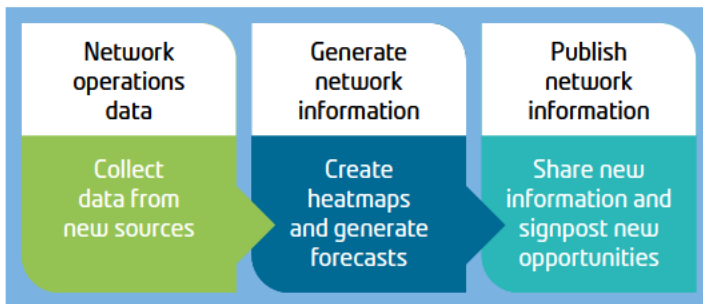 Network
operations
data
Collect
data from
new sources
Generate
network
information
Create
heatmaps
and generate
forecasts
Publish
network
information
Share new
information and
signpost new
opportunities